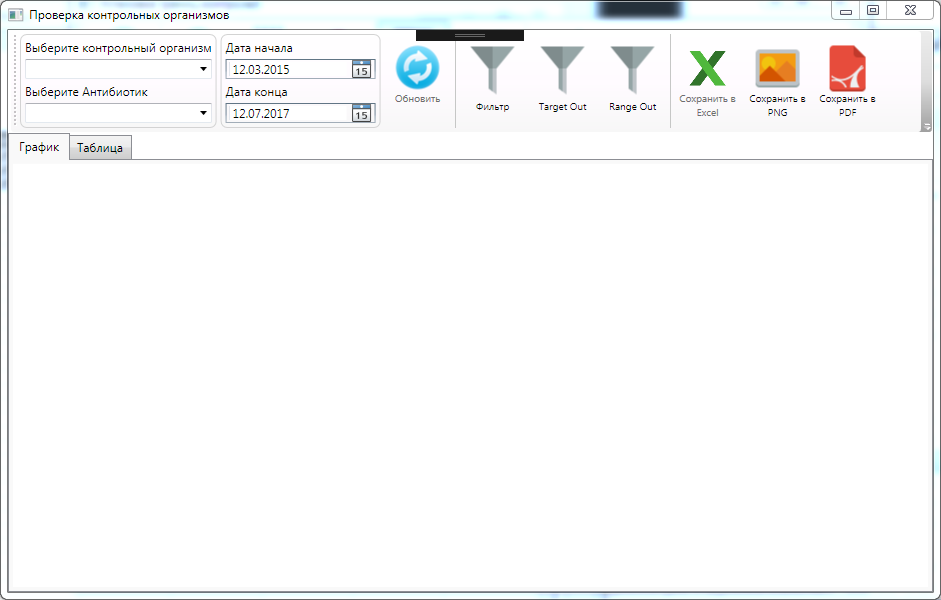 Проверка контрольных организмов
Выберите контрольный организм
Выберите Антибиотик
Дата начала
12.03.2015
15
Дата конца
12.07.2017
15
Обновить
Фильтр
Target Out
Range Out
Сохранить в
Excel
Сохранить в
PNG
Сохранить в
PDF
График
Таблица